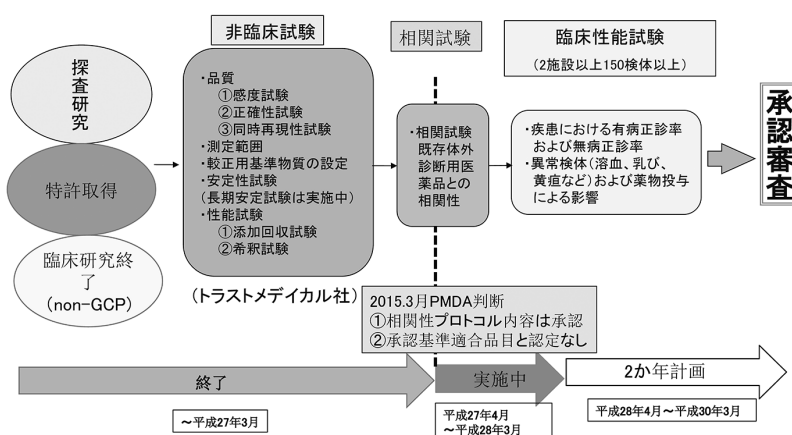 探査研究
特許取得
臨床研究終
了
(non-GCP)
非臨床試験
・品質
①感度試験
②正確性試験
③同時再現性試験
・測定範囲
・較正用基準物質の設定
・安定性試験
(長期安定試験は実施中)
・性能試験
①添加回収試験
②希釈試験
(トラストメデイカル社)
相関試験
・相関試験
既存体外
診断用医
薬品との
相関性
臨床性能試験
(2施設以上150検体以上)
・疾患における有病正診率
および無病正診率
・異常検体(溶血、乳び、
黄疸など)および薬物投与
による影響
承認審査
2015.3月PMDA判断
①相関性プロトコル内容は承認
②承認基準適合品目と認定なし
終了
実施中
2か年計画
～平成27年3月
平成27年4月
～平成28年3月
平成28年4月～平成30年3月